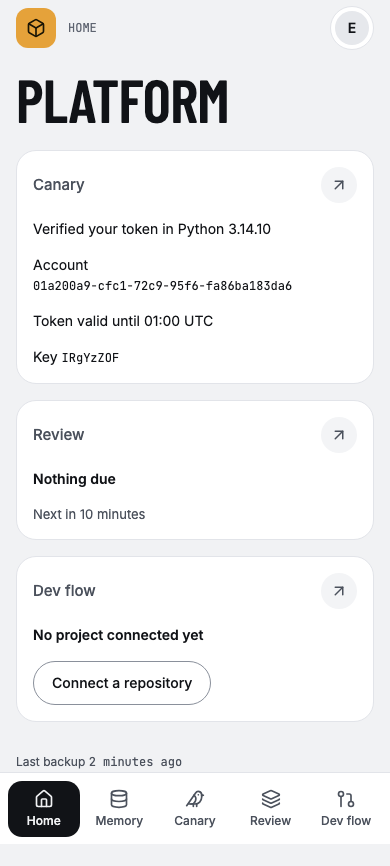 HOME
E
PLATFORM
Canary
Verified your token in Python 3.14.10
Account
01a200a9-cfc1-72c9-95f6-fa86ba183da6
Token valid until 01:00 UTC
Key IRgYzZOF
Review
Nothing due
Next in 10 minutes
Dev flow
No project connected yet
Connect a repository
Last backup 2 minutes ago
Home Memory Canary Review Dev flow